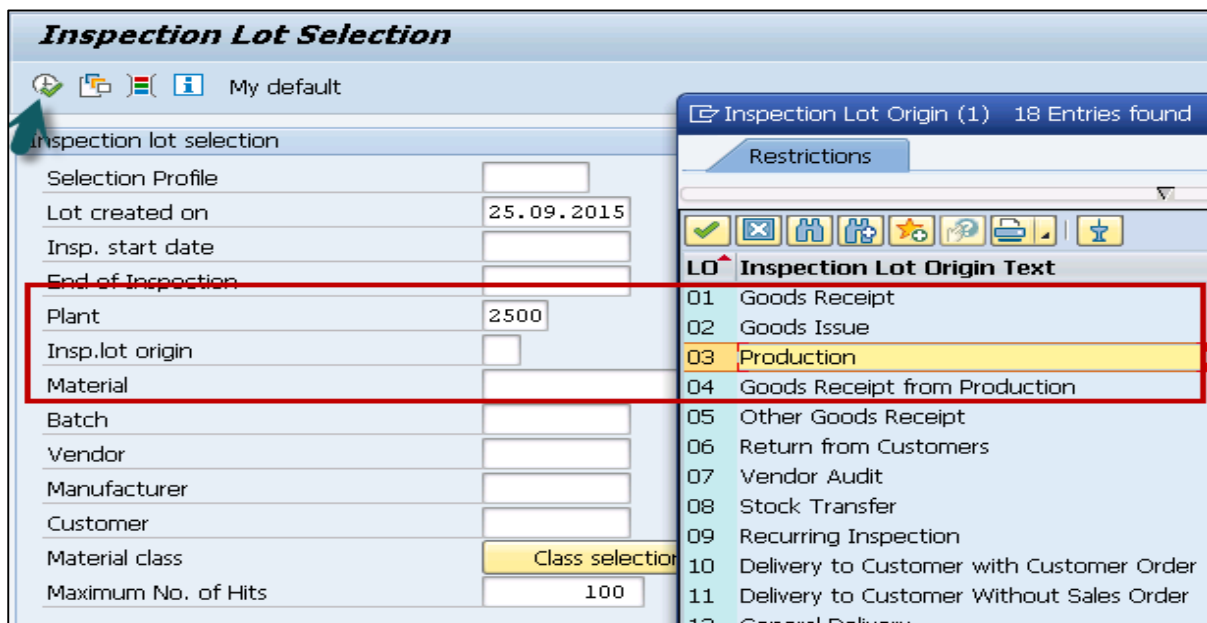 Inspection Lot Selection
My default
Inspection lot selection
Selection Profile
Lot created on 25.09.2015
Insp. start date
End of Inspection
Plant 2500
Insp.lot origin
Material
Batch
Vendor
Manufacturer
Customer
Material class Class selection
Maximum No. of Hits 100
Inspection Lot Origin (1) 18 Entries found
Restrictions
LO Inspection Lot Origin Text
01 Goods Receipt
02 Goods Issue
03 Production
04 Goods Receipt from Production
05 Other Goods Receipt
06 Return from Customers
07 Vendor Audit
08 Stock Transfer
09 Recurring Inspection
10 Delivery to Customer with Customer Order
11 Delivery to Customer Without Sales Order